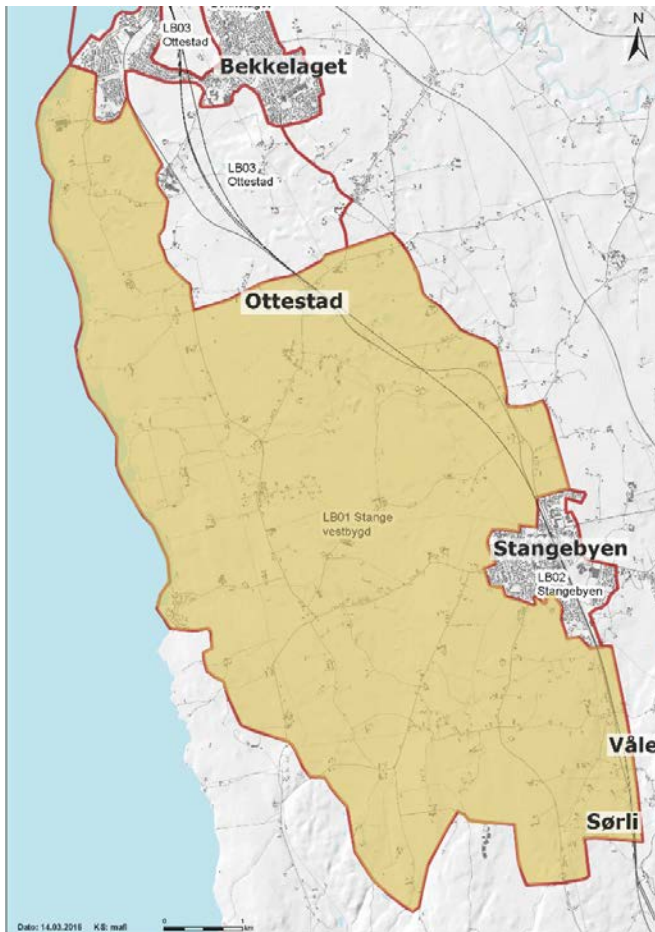 N
LB03
Ottestad
Bekkelaget
LB03
Ottestad
Ottestad
LB01 Stange
vestbygd
Stangebyen
LB02
Stangebyen
Våle
Sørli
Dato: 14.03.2016 KS: mafl
0 1
km